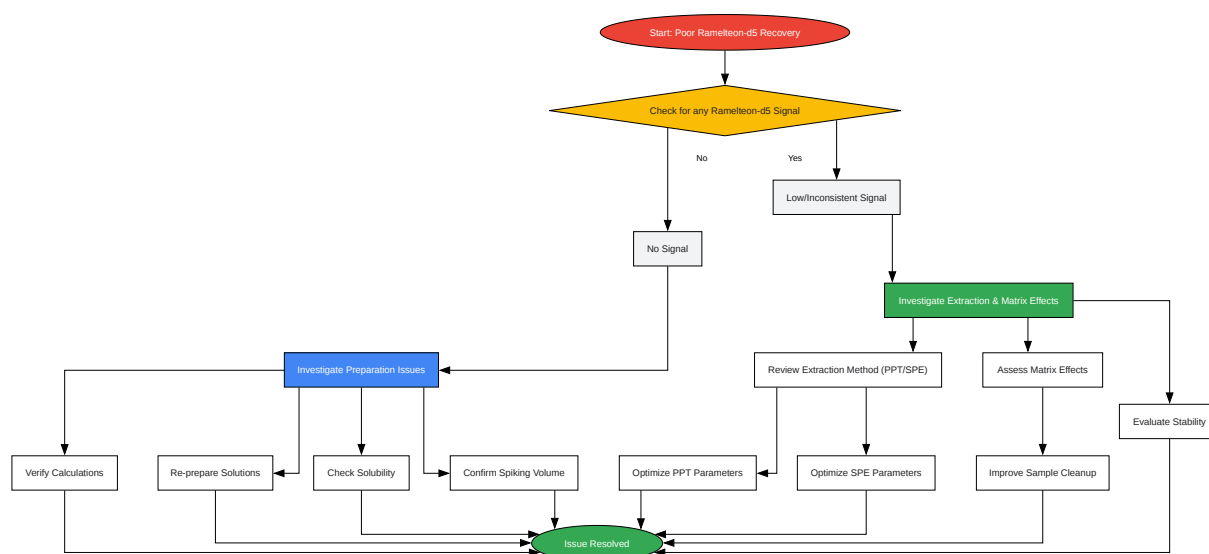 Start: Poor Ramelteon-d5 Recovery
Check for any Ramelteon-d5 Signal
No
Yes
Low/Inconsistent Signal
No Signal
Investigate Extraction & Matrix Effects
Investigate Preparation Issues
Review Extraction Method (PPT/SPE)
Assess Matrix Effects
Evaluate Stability
Verify Calculations
Re-prepare Solutions
Check Solubility
Confirm Spiking Volume
Optimize PPT Parameters
Optimize SPE Parameters
Improve Sample Cleanup
Issue Resolved